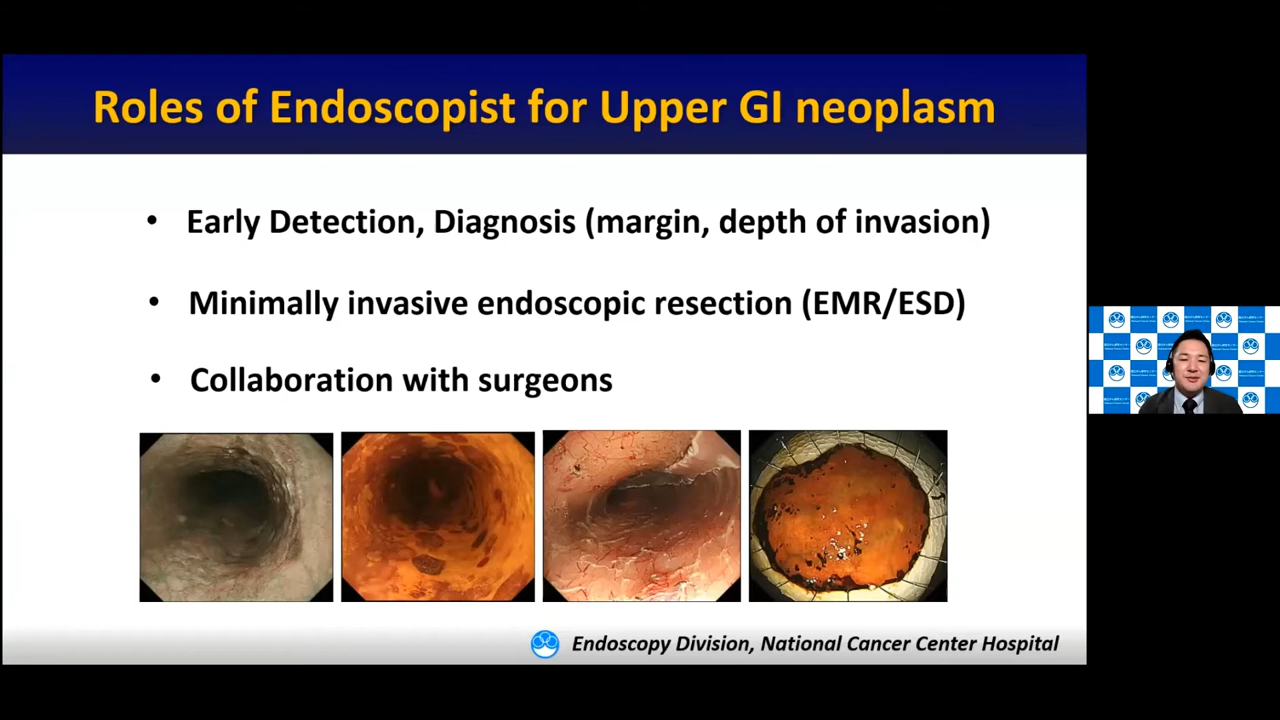 Roles of Endoscopist for Upper GI neoplasm
• Early Detection, Diagnosis (margin, depth of invasion)
• Minimally invasive endoscopic resection (EMR/ESD)
• Collaboration with surgeons
Endoscopy Division, National Cancer Center Hospital